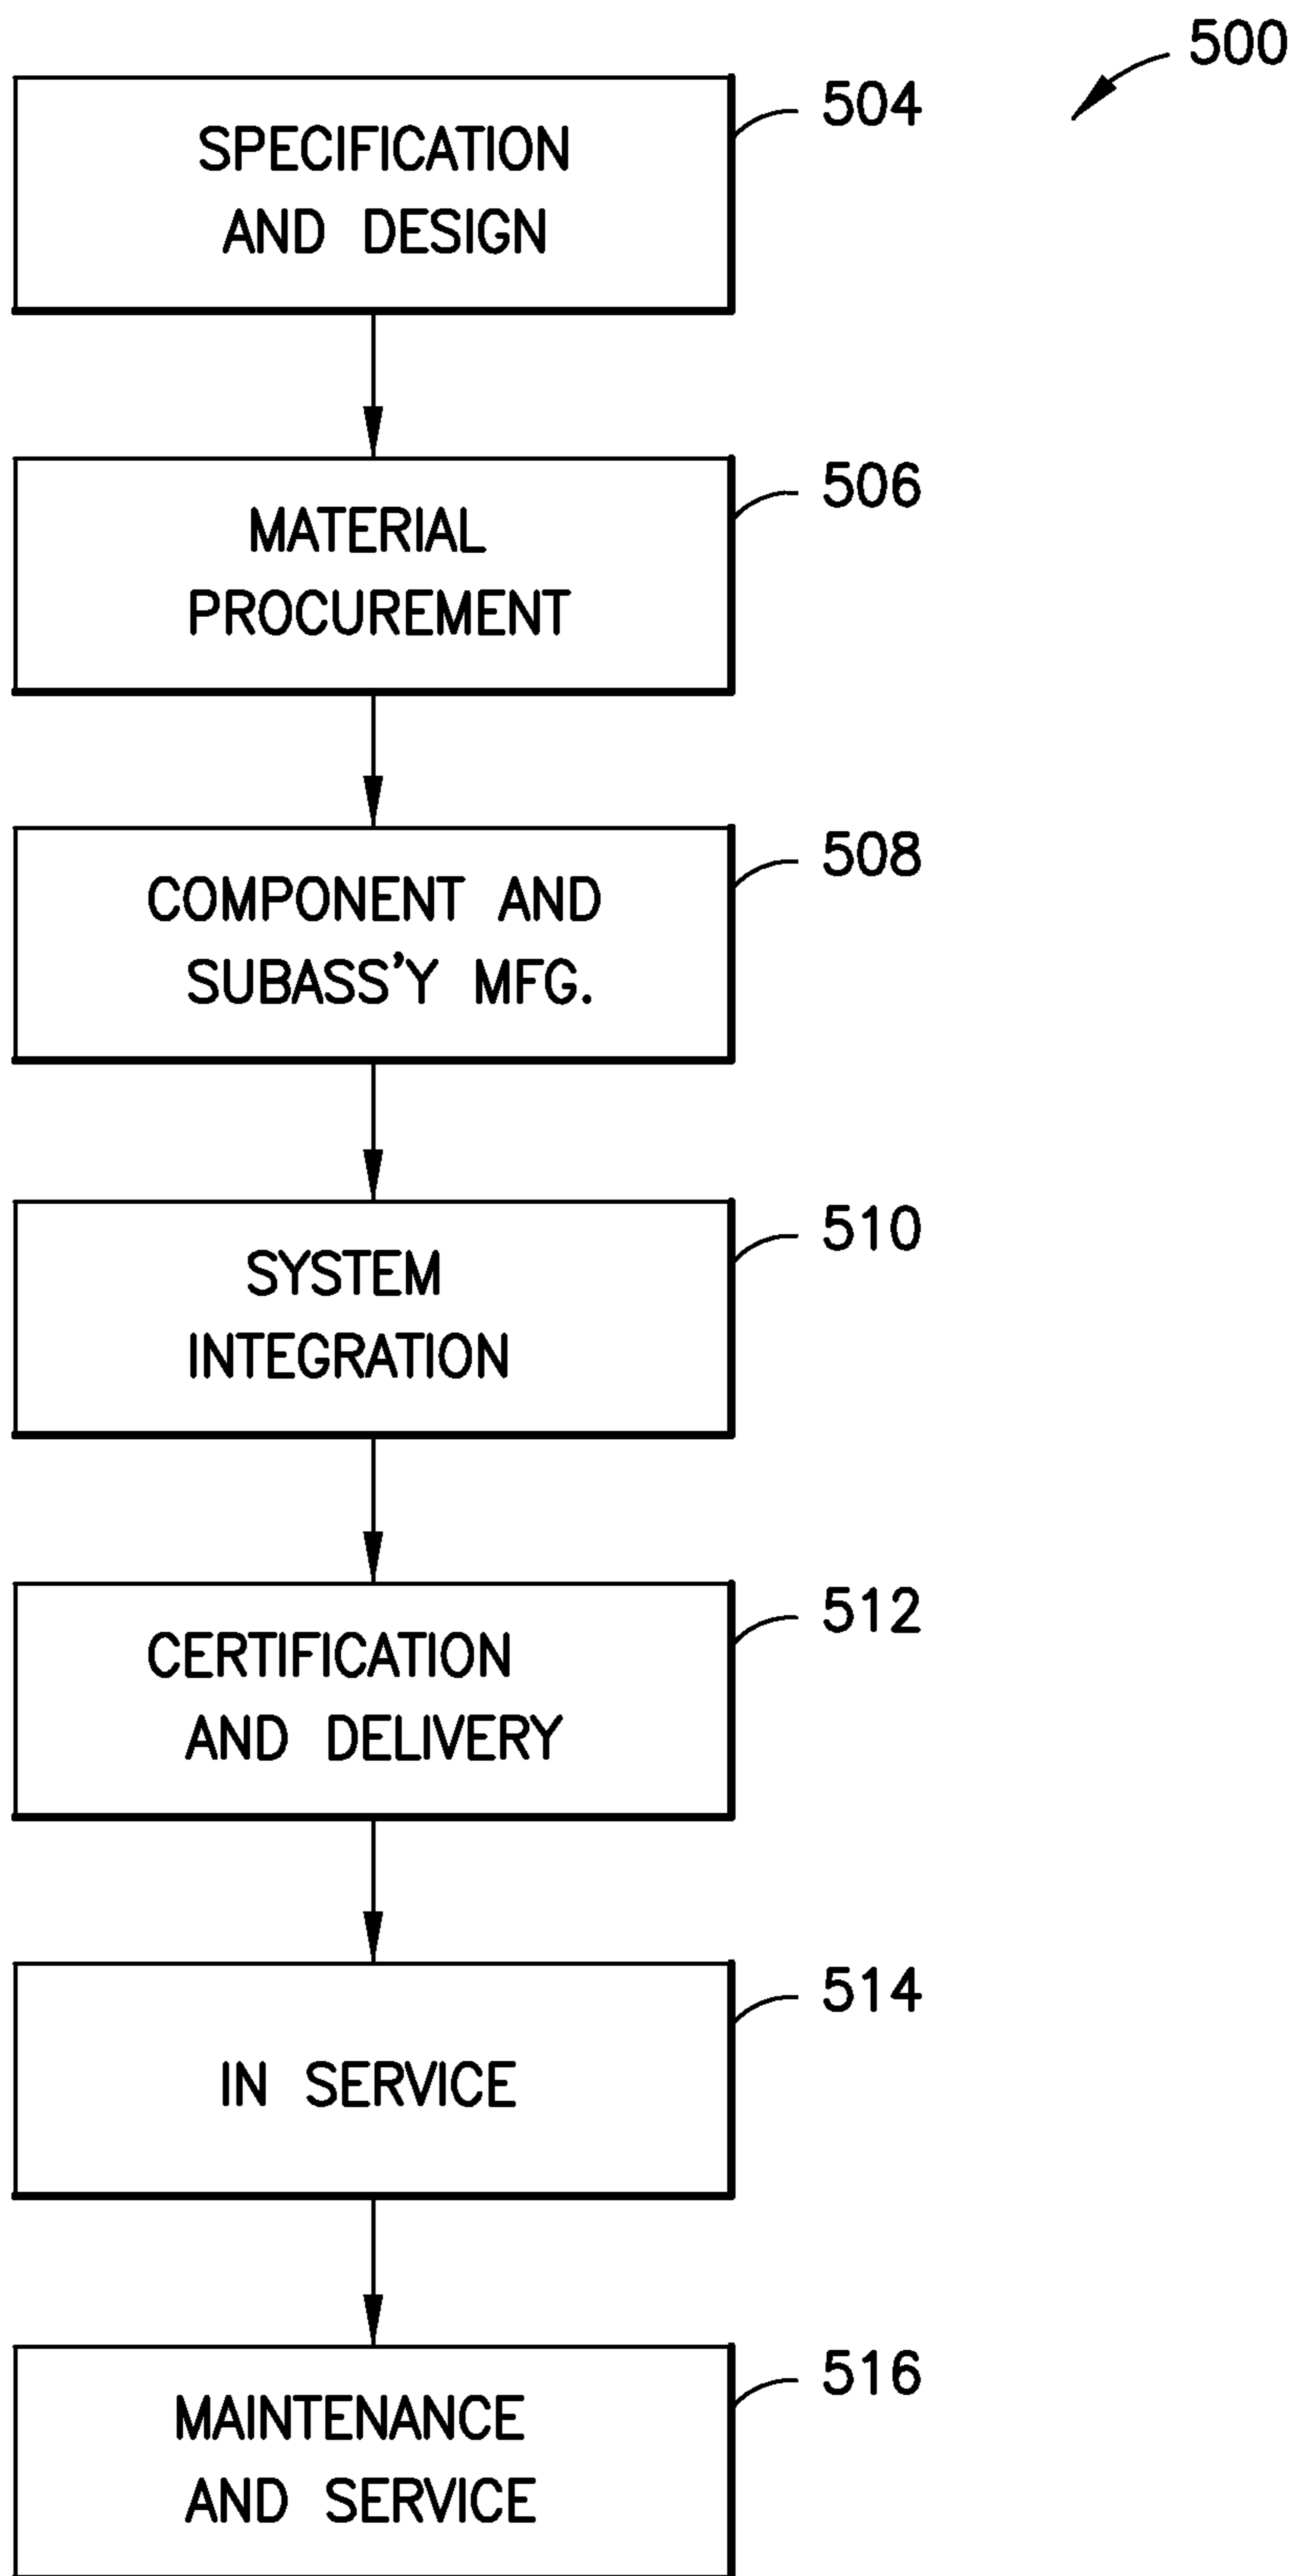 500
504
SPECIFICATION
AND DESIGN
506
MATERIAL
PROCUREMENT
508
COMPONENT AND
SUBASS'Y MFG.
510
SYSTEM
INTEGRATION
512
CERTIFICATION
AND DELIVERY
514
IN SERVICE
516
MAINTENANCE
AND SERVICE